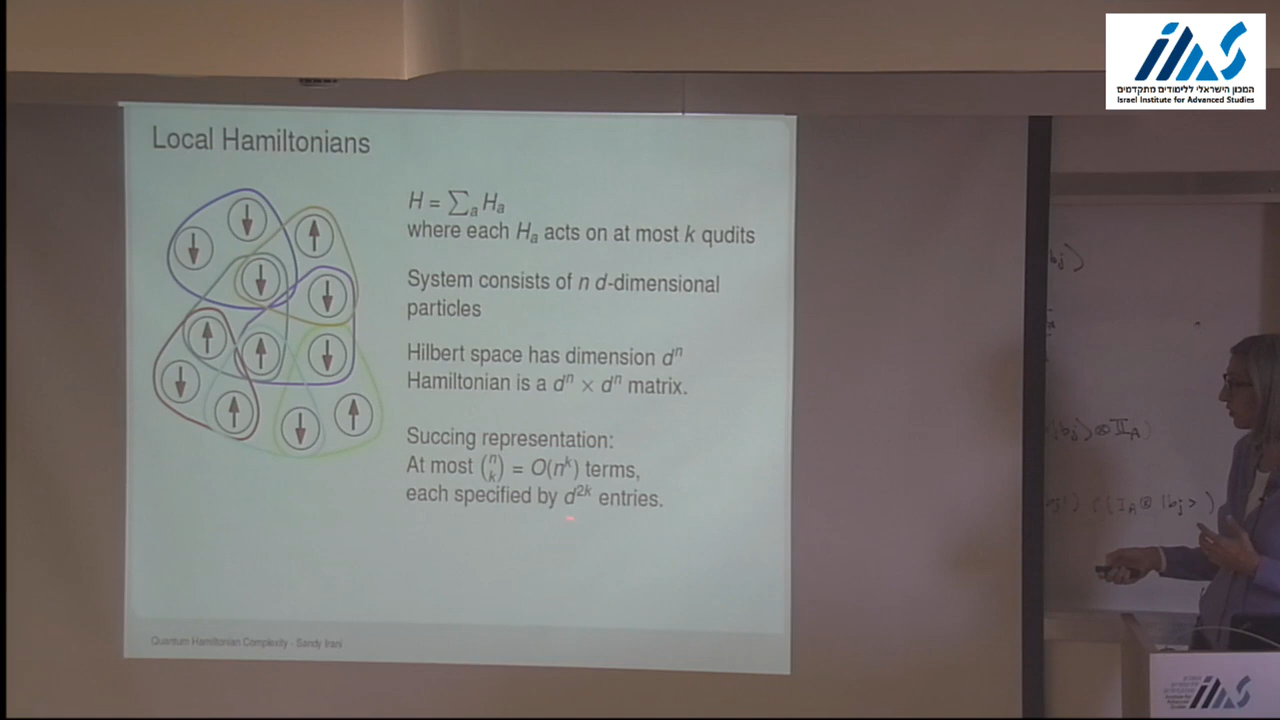 המכון הישראלי ללימודים מתקדמים
Israel Institute for Advanced Studies
Local Hamiltonians
H = ∑ₐ Hₐ
where each Hₐ acts on at most k qudits
System consists of n d-dimensional
particles
Hilbert space has dimension dⁿ
Hamiltonian is a dⁿ × dⁿ matrix.
Succing representation:
At most (n k) = O(nᵏ) terms,
each specified by d²ᵏ entries.
Quantum Hamiltonian Complexity - Sandy Irani